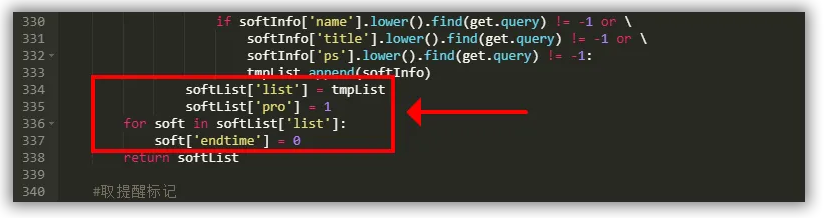 330 if softInfo['name'].lower().find(get.query) != -1 or \
331 softInfo['title'].lower().find(get.query) != -1 or \
332 softInfo['ps'].lower().find(get.query) != -1:
333 tmpList.append(softInfo)
334 softList['list'] = tmpList
335 softList['pro'] = 1
336 for soft in softList['list']:
337 soft['endtime'] = 0
338 return softList
339
340 #取提醒标记